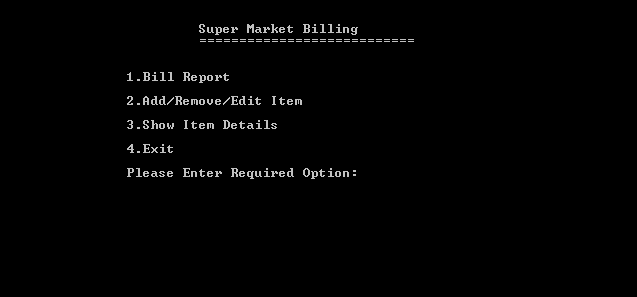 Super Market Billing
===========================
1.Bill Report
2.Add/Remove/Edit Item
3.Show Item Details
4.Exit
Please Enter Required Option: